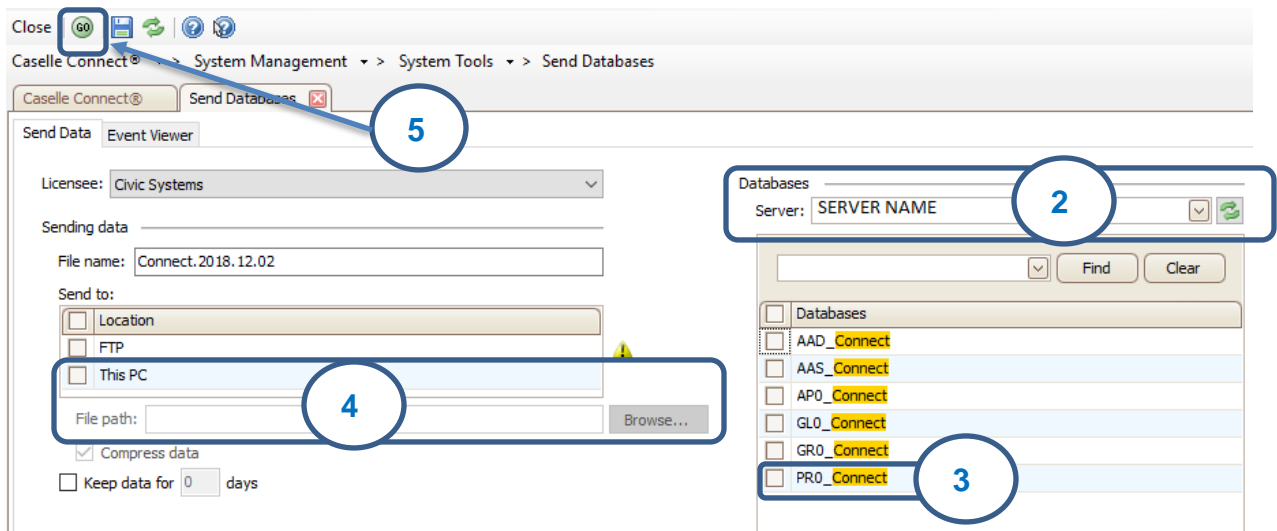 Close GO
Caselle Connect® > System Management > System Tools > Send Databases
Caselle Connect® Send Databases
5
Send Data Event Viewer
Licensee: Civic Systems
Sending data
File name: Connect.2018.12.02
Send to:
Location
FTP
This PC
4
File path: Browse...
Compress data
Keep data for 0 days
Databases
Server: SERVER NAME
2
Find Clear
Databases
AAD_Connect
AAS_Connect
AP0_Connect
GL0_Connect
GR0_Connect
PR0_Connect
3